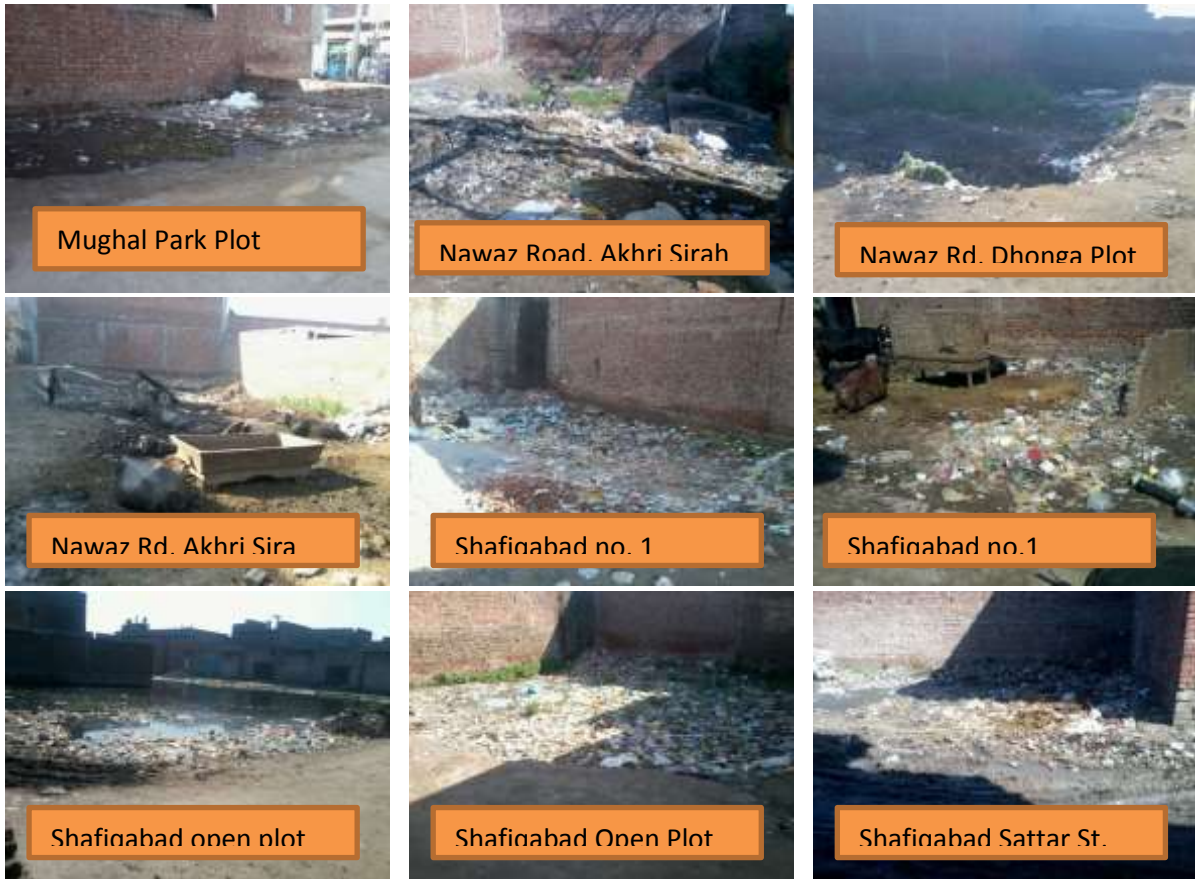 Mughal Park Plot
Nawaz Road, Akhri Sirah
Nawaz Rd. Dhonga Plot
Nawaz Rd. Akhri Sira
Shafiqabad no. 1
Shafiqabad no.1
Shafiqabad open plot
Shafiqabad Open Plot
Shafiqabad Sattar St.